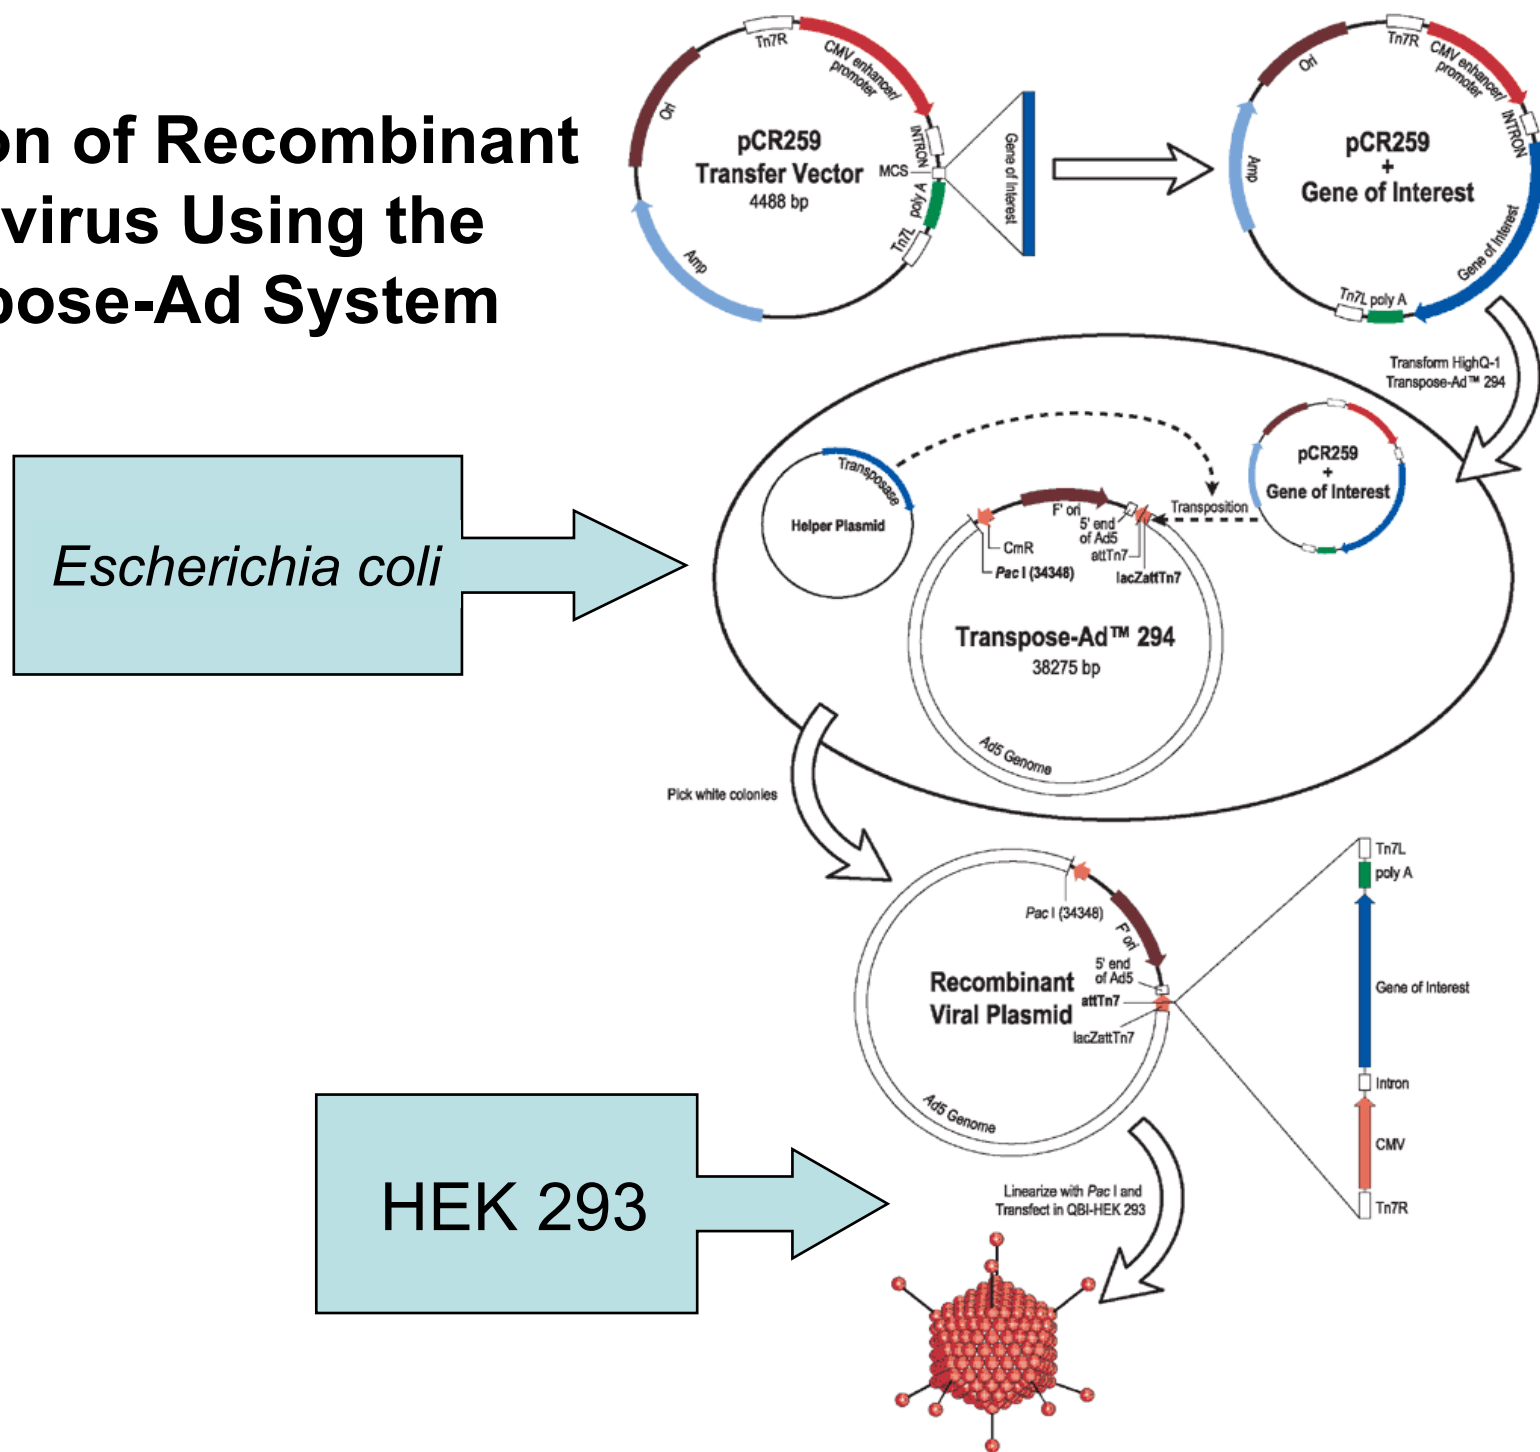 on of Recombinant
virus Using the
pose-Ad System
Tn7R
CMV enhancer/
promoter
Ori
INTRON
MCS
poly A
Tn7L
Amp
pCR259
Transfer Vector
4488 bp
Gene of Interest
Tn7R
CMV enhancer/
promoter
Ori
INTRON
Amp
pCR259
+
Gene of Interest
Gene of Interest
Tn7L
poly A
Transform HighQ-1
Transpose-Ad™ 294
Escherichia coli
Transposase
Helper Plasmid
pCR259
+
Gene of Interest
Transposition
F' ori
5' end
of Ad5
attTn7
lacZattTn7
CmR
Pac I (34348)
Transpose-Ad™ 294
38275 bp
Ad5 Genome
Pick white colonies
Pac I (34348)
F' ori
5' end
of Ad5
attTn7
lacZattTn7
Recombinant
Viral Plasmid
Ad5 Genome
Tn7L
poly A
Gene of Interest
Intron
CMV
Tn7R
HEK 293
Linearize with Pac I and
Transfect in QBI-HEK 293